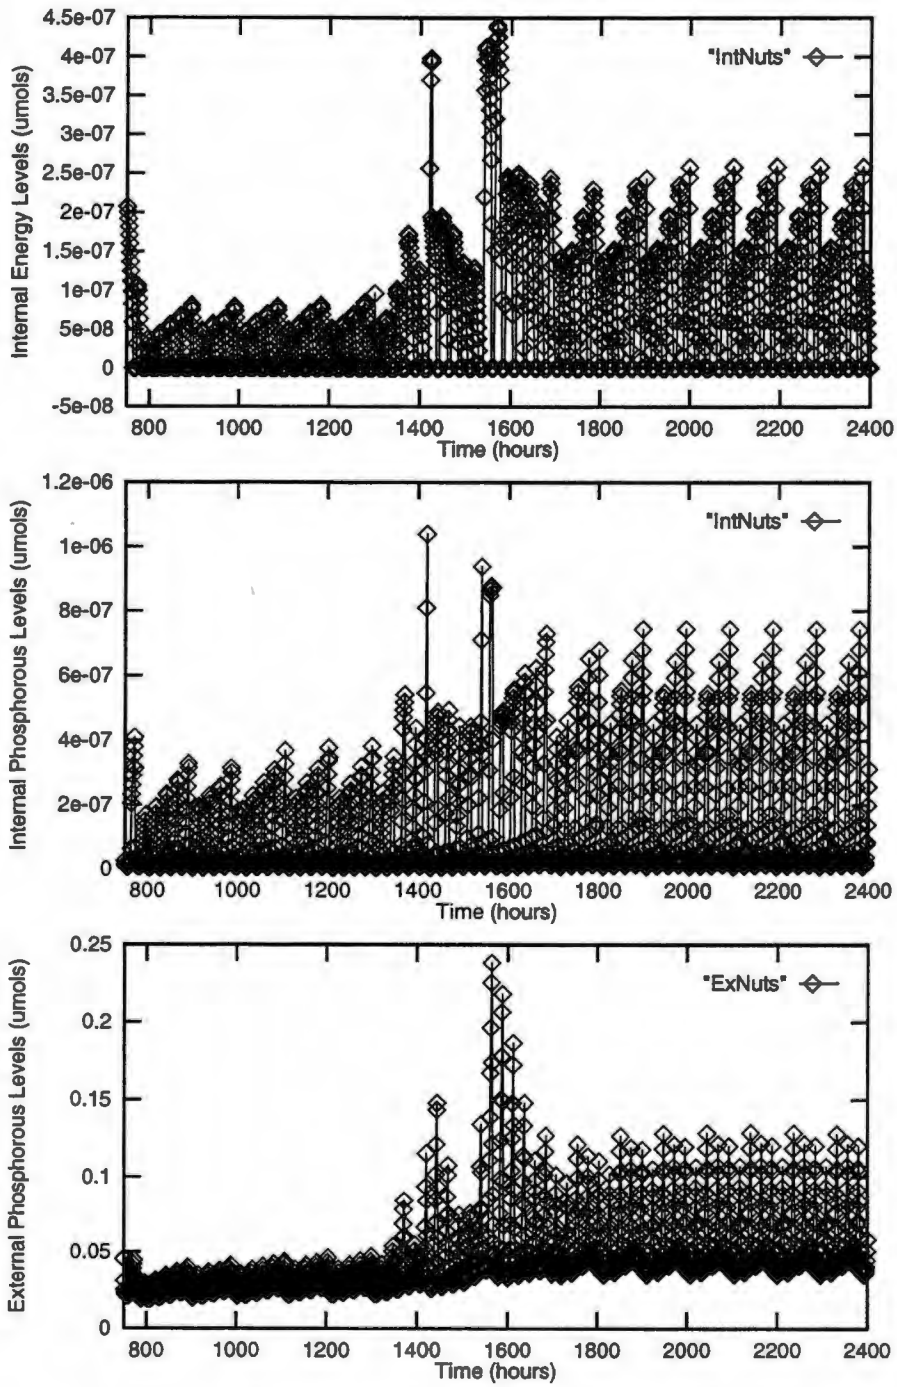 Internal Energy Levels (umols)
4.5e-07
4e-07
3.5e-07
3e-07
2.5e-07
2e-07
1.5e-07
1e-07
5e-08
0
-5e-08
"IntNuts"
800 1000 1200 1400 1600 1800 2000 2200 2400
Time (hours)
Internal Phosphorous Levels (umols)
1.2e-06
1e-06
8e-07
6e-07
4e-07
2e-07
0
"IntNuts"
800 1000 1200 1400 1600 1800 2000 2200 2400
Time (hours)
External Phosphorous Levels (umols)
0.25
0.2
0.15
0.1
0.05
0
"ExNuts"
800 1000 1200 1400 1600 1800 2000 2200 2400
Time (hours)